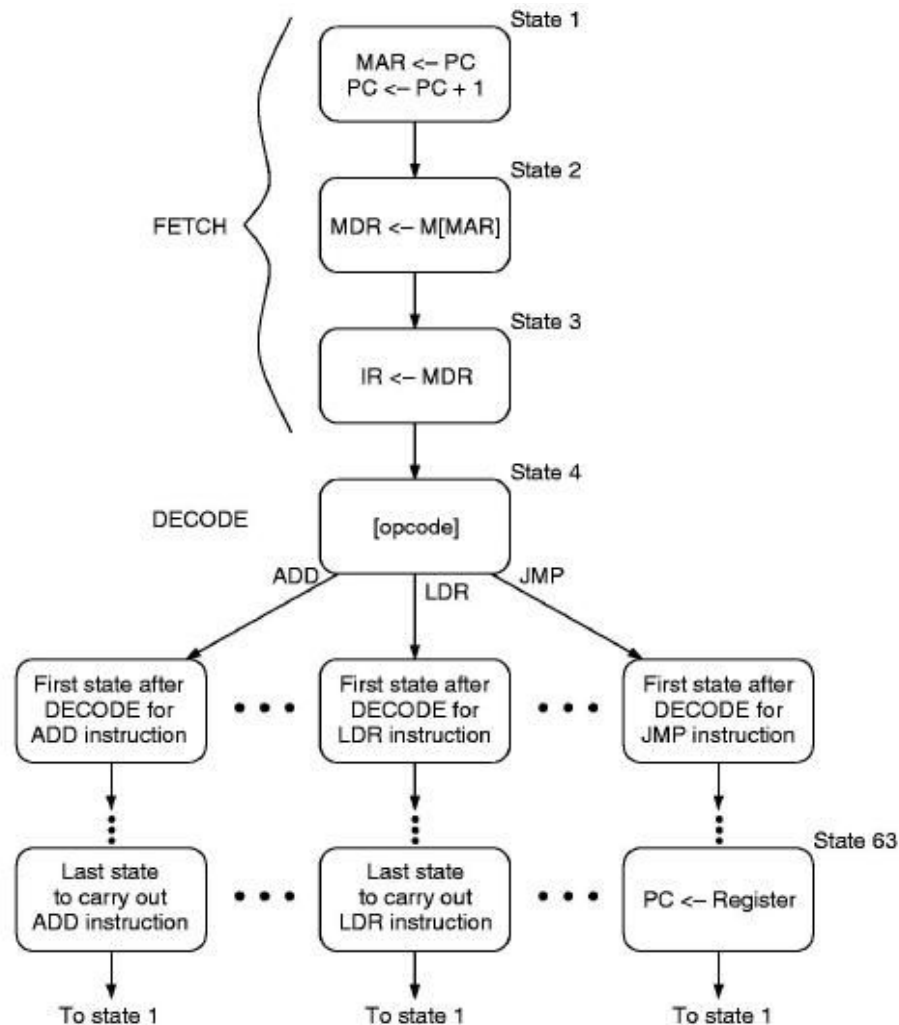 State 1
MAR <– PC
PC <– PC + 1
State 2
FETCH
MDR <– M[MAR]
State 3
IR <– MDR
State 4
DECODE
[opcode]
ADD
LDR
JMP
First state after
DECODE for
ADD instruction
First state after
DECODE for
LDR instruction
First state after
DECODE for
JMP instruction
State 63
Last state
to carry out
ADD instruction
Last state
to carry out
LDR instruction
PC <– Register
To state 1
To state 1
To state 1